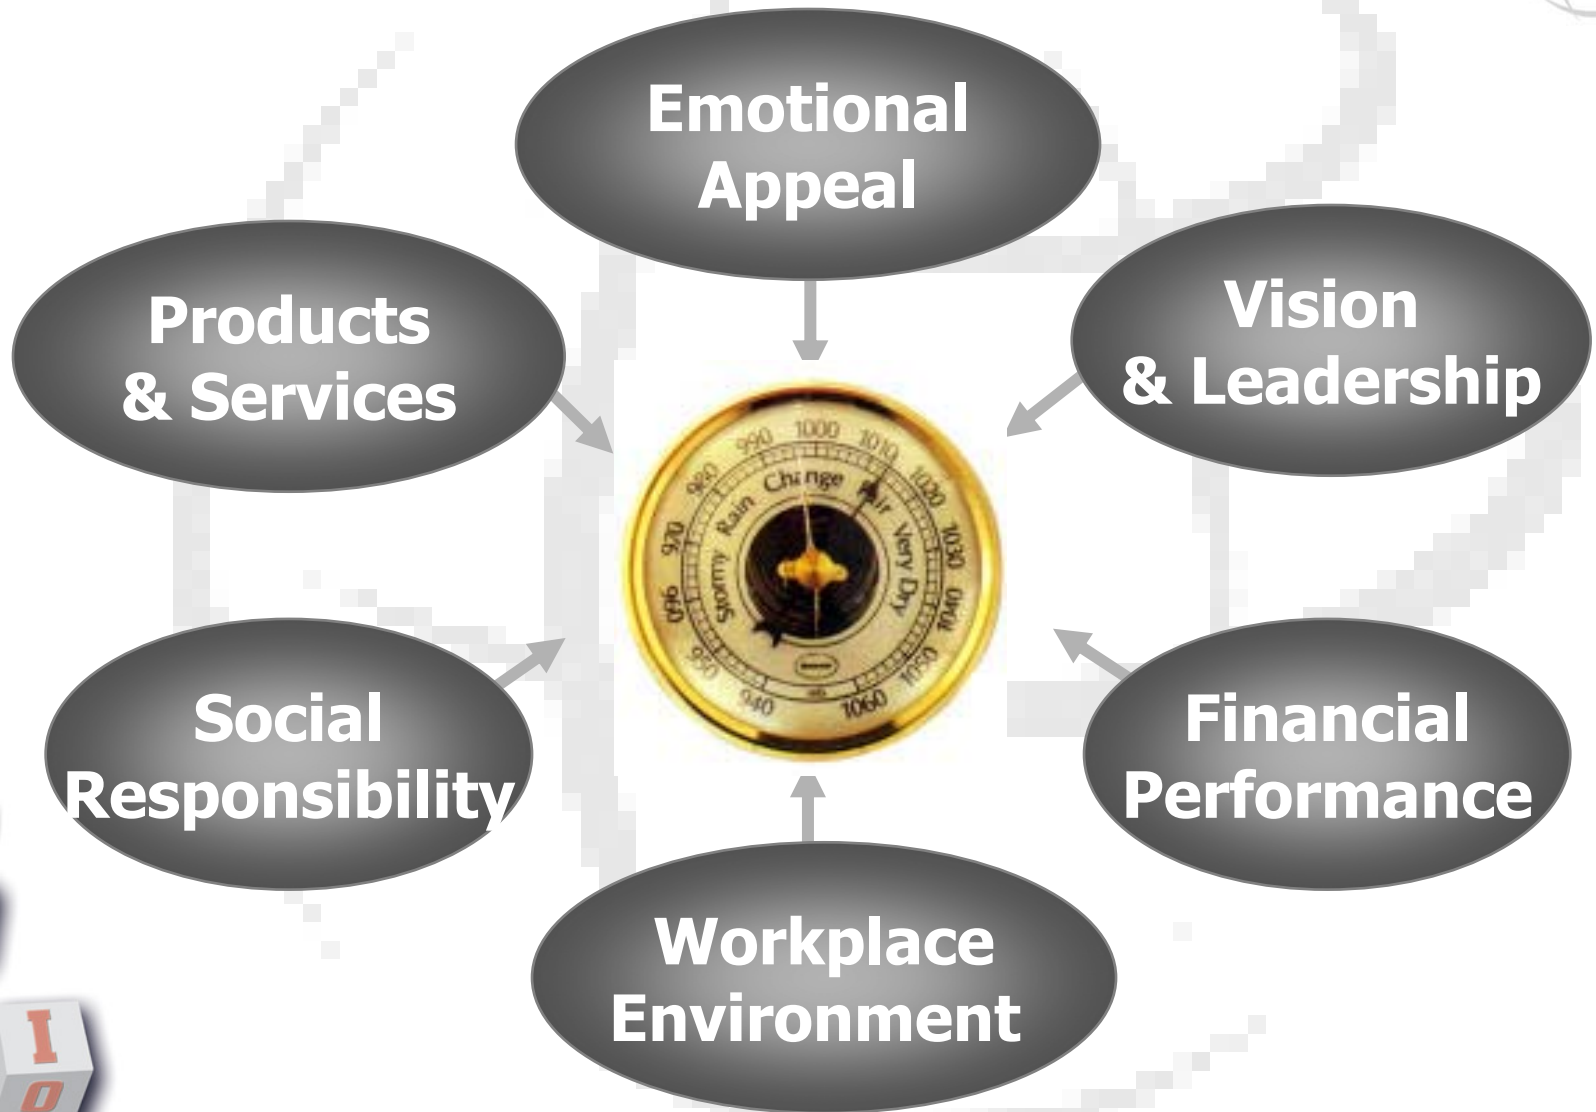 Emotional
Appeal
Products
& Services
Vision
& Leadership
990 1000 1010
980 1020
970 1030
960 1040
950 1050
940 1060
Stormy Rain Change Fair Very Dry
Social
Responsibility
Financial
Performance
Workplace
Environment
I
O